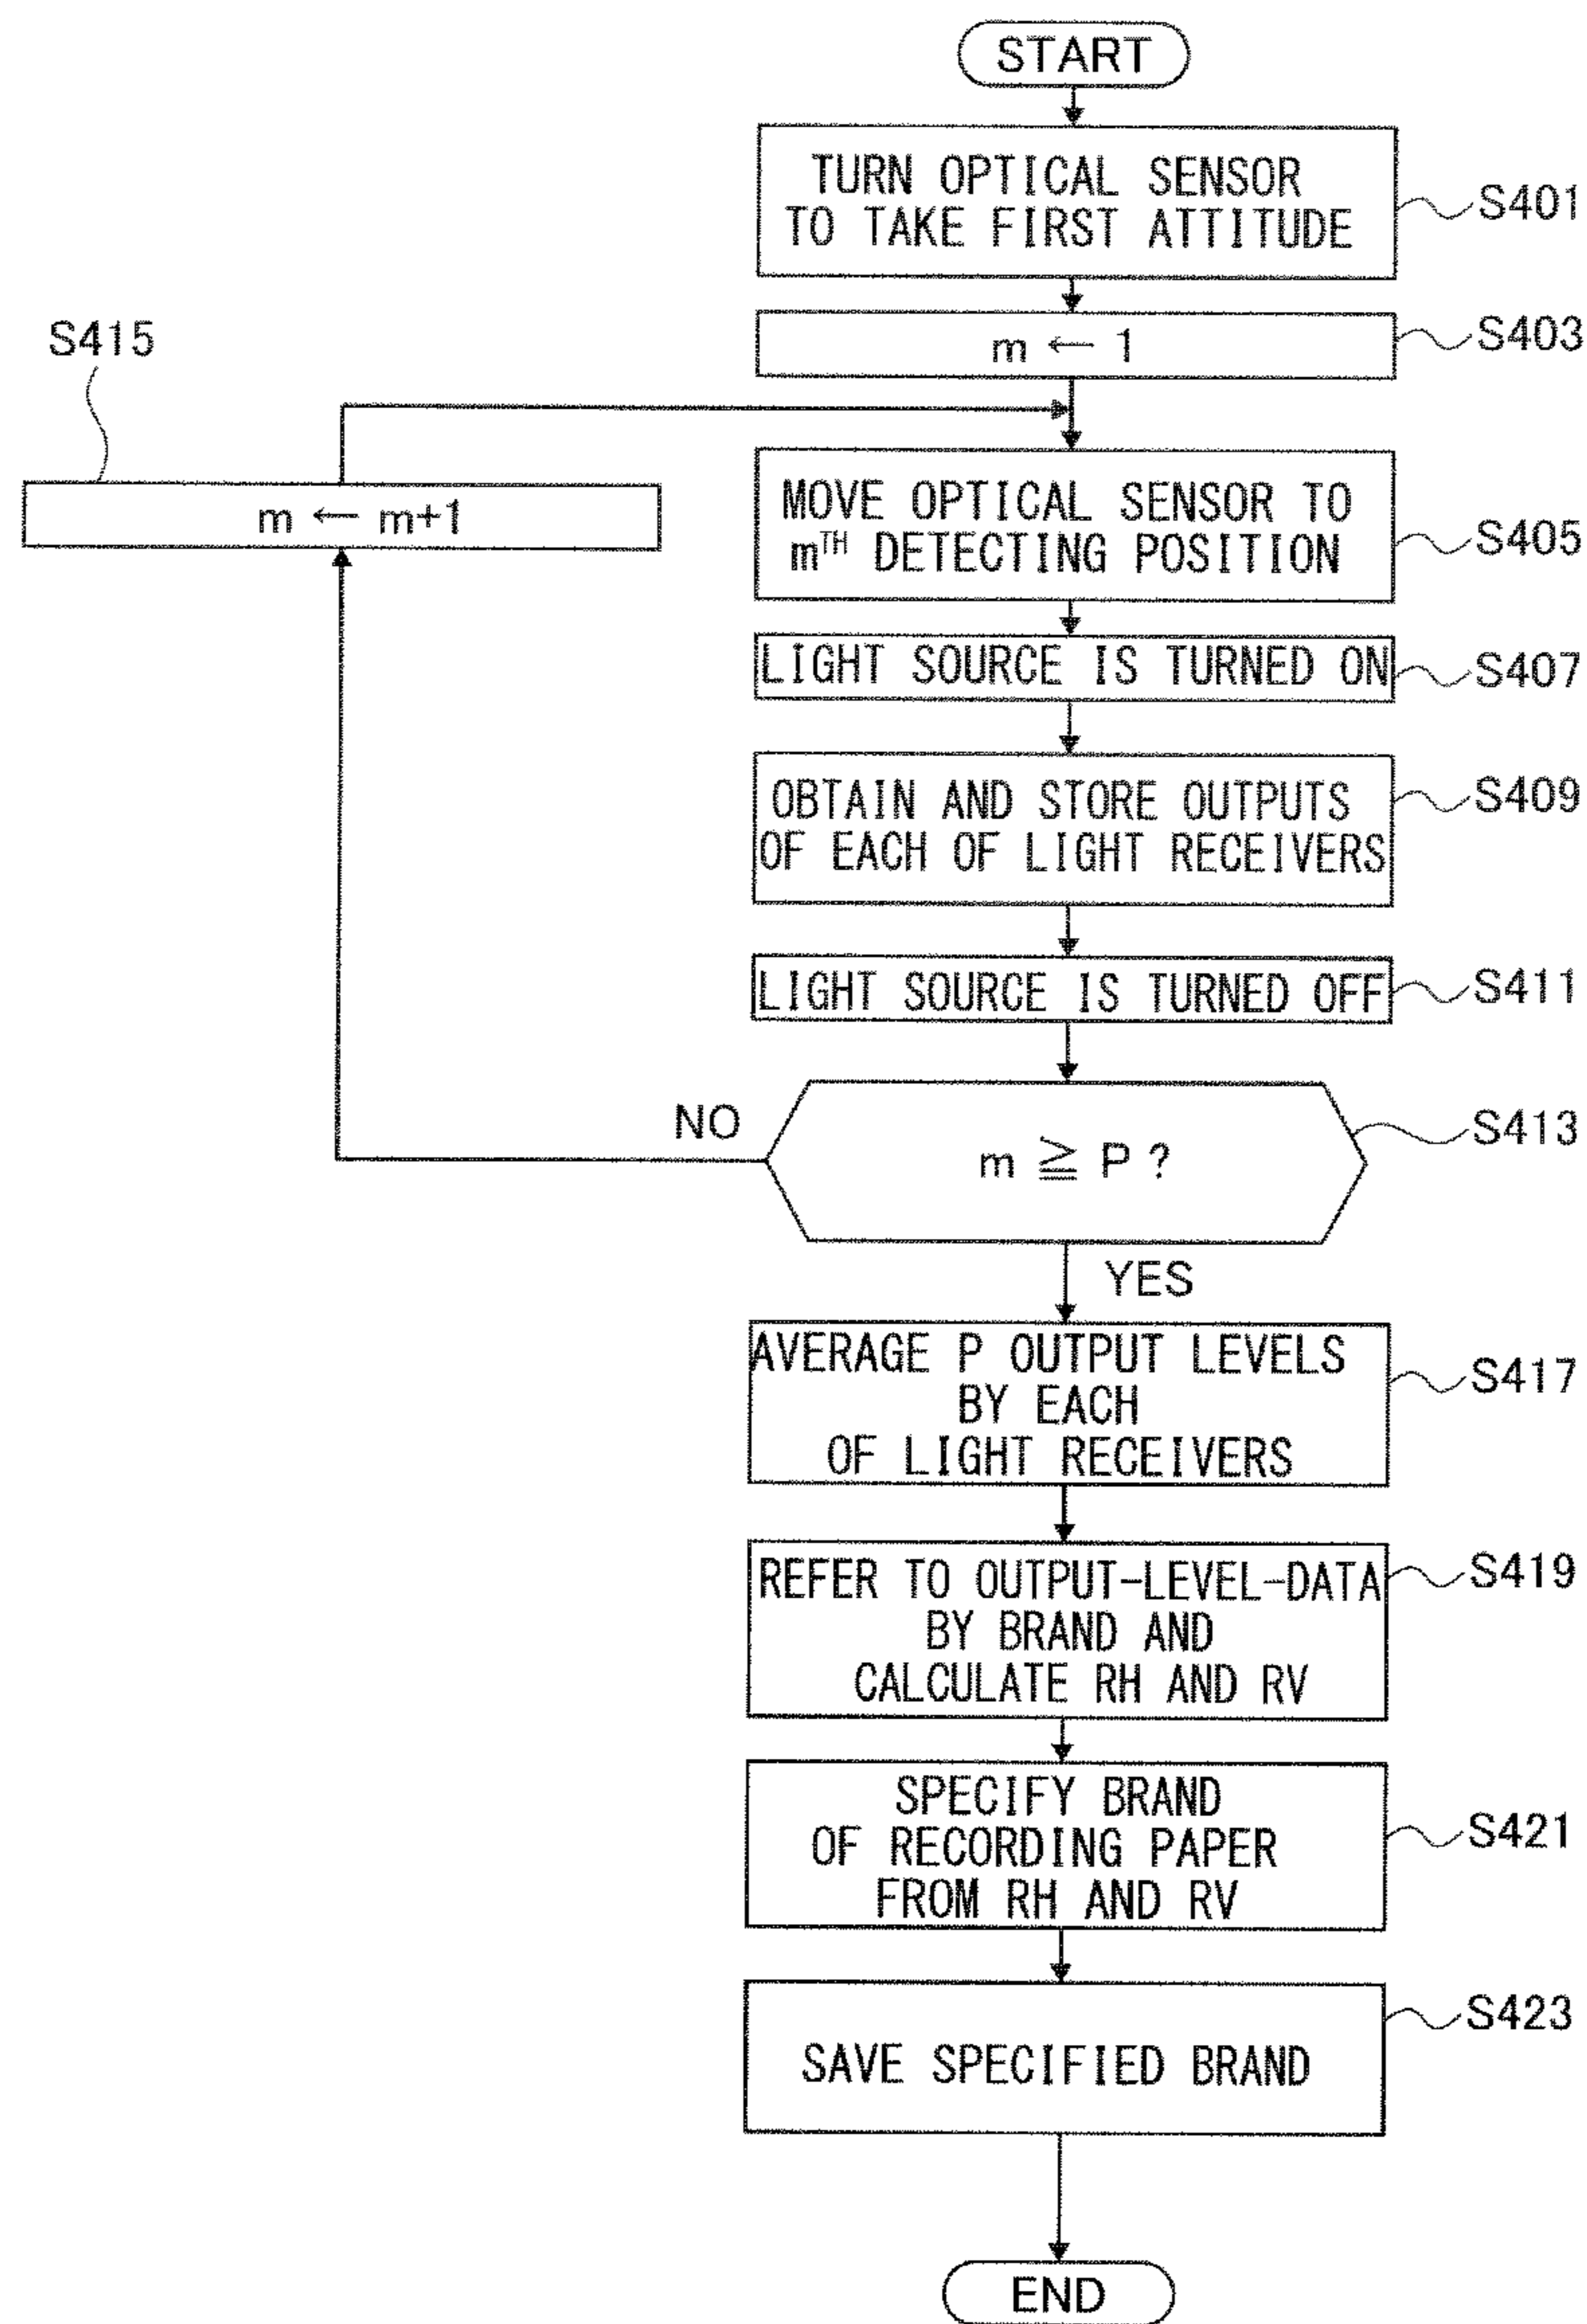 START
TURN OPTICAL SENSOR
TO TAKE FIRST ATTITUDE
S401
m ← 1
S403
S415
m ← m+1
MOVE OPTICAL SENSOR TO
mTH DETECTING POSITION
S405
LIGHT SOURCE IS TURNED ON
S407
OBTAIN AND STORE OUTPUTS
OF EACH OF LIGHT RECEIVERS
S409
LIGHT SOURCE IS TURNED OFF
S411
NO
m ≧ P ?
S413
YES
AVERAGE P OUTPUT LEVELS
BY EACH
OF LIGHT RECEIVERS
S417
REFER TO OUTPUT-LEVEL-DATA
BY BRAND AND
CALCULATE RH AND RV
S419
SPECIFY BRAND
OF RECORDING PAPER
FROM RH AND RV
S421
SAVE SPECIFIED BRAND
S423
END